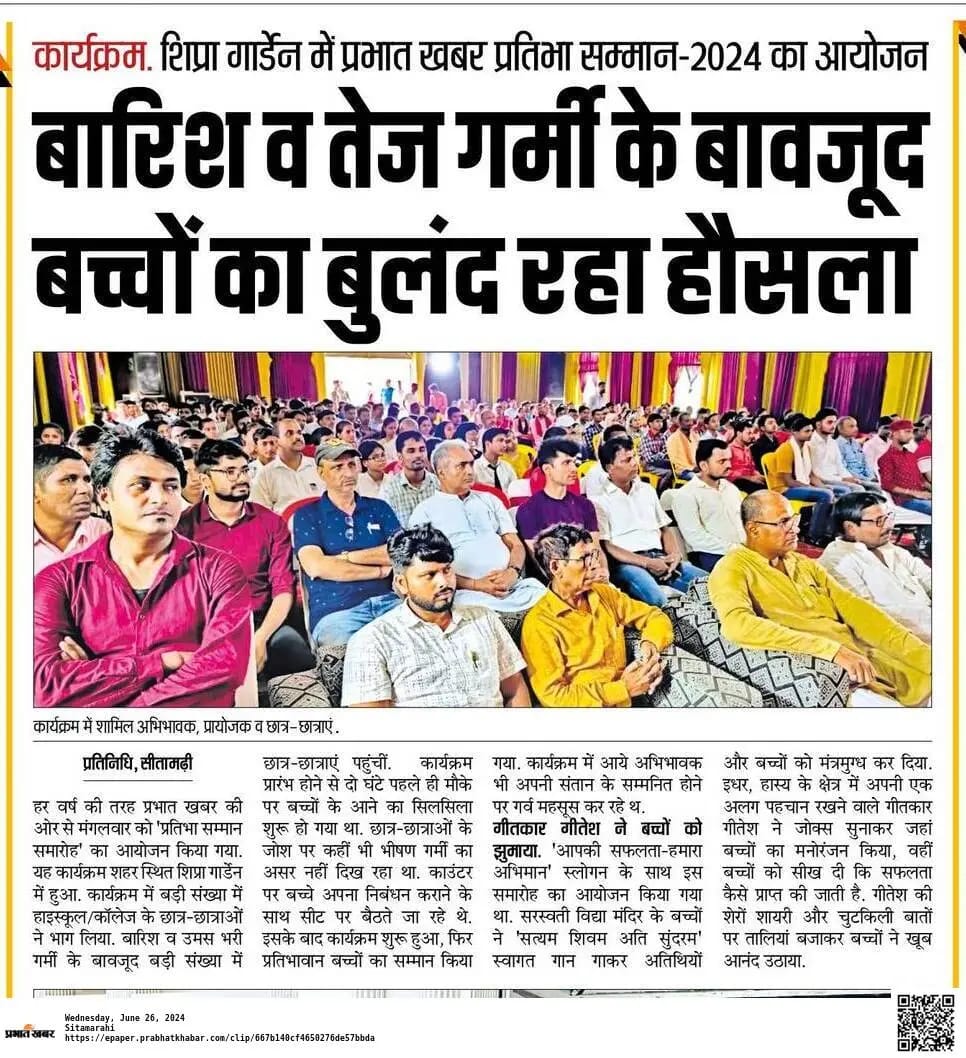 कार्यक्रम. शिप्रा गार्डेन में प्रभात खबर प्रतिभा सम्मान-2024 का आयोजन
बारिश व तेज गर्मी के बावजूद
बच्चों का बुलंद रहा हौसला
कार्यक्रम में शामिल अभिभावक, प्रायोजक व छात्र-छात्राएं .
प्रतिनिधि, सीतामढ़ी
हर वर्ष की तरह प्रभात खबर की
ओर से मंगलवार को 'प्रतिभा सम्मान
समारोह' का आयोजन किया गया.
यह कार्यक्रम शहर स्थित शिप्रा गार्डेन
में हुआ. कार्यक्रम में बड़ी संख्या में
हाइस्कूल/कॉलेज के छात्र-छात्राओं
ने भाग लिया. बारिश व उमस भरी
गर्मी के बावजूद बड़ी संख्या में
छात्र-छात्राएं पहुंचीं. कार्यक्रम
प्रारंभ होने से दो घंटे पहले ही मौके
पर बच्चों के आने का सिलसिला
शुरू हो गया था. छात्र-छात्राओं के
जोश पर कहीं भी भीषण गर्मी का
असर नहीं दिख रहा था. काउंटर
पर बच्चे अपना निबंधन कराने के
साथ सीट पर बैठते जा रहे थे.
इसके बाद कार्यक्रम शुरू हुआ, फिर
प्रतिभावान बच्चों का सम्मान किया
गया. कार्यक्रम में आये अभिभावक
भी अपनी संतान के सम्मनित होने
पर गर्व महसूस कर रहे थ.
गीतकार गीतेश ने बच्चों को
झुमाया. 'आपकी सफलता-हमारा
अभिमान' स्लोगन के साथ इस
समारोह का आयोजन किया गया
था. सरस्वती विद्या मंदिर के बच्चों
ने 'सत्यम शिवम अति सुंदरम'
स्वागत गान गाकर अतिथियों
और बच्चों को मंत्रमुग्ध कर दिया.
इधर, हास्य के क्षेत्र में अपनी एक
अलग पहचान रखने वाले गीतकार
गीतेश ने जोक्स सुनाकर जहां
बच्चों का मनोरंजन किया, वहीं
बच्चों को सीख दी कि सफलता
कैसे प्राप्त की जाती है. गीतेश की
शेरों शायरी और चुटकिली बातों
पर तालियां बजाकर बच्चों ने खूब
आनंद उठाया.
प्रभात खबर
Wednesday, June 26, 2024
Sitamarahi
https://epaper.prabhatkhabar.com/clip/667b140cf4650276de57bbda